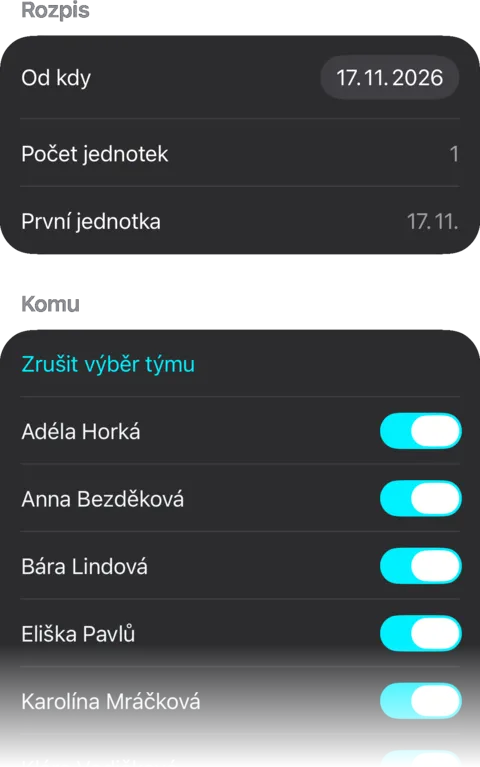 Rozpis
Od kdy 17. 11. 2026
Počet jednotek 1
První jednotka 17. 11.
Komu
Zrušit výběr týmu
Adéla Horká
Anna Bezděková
Bára Lindová
Eliška Pavlů
Karolína Mráčková